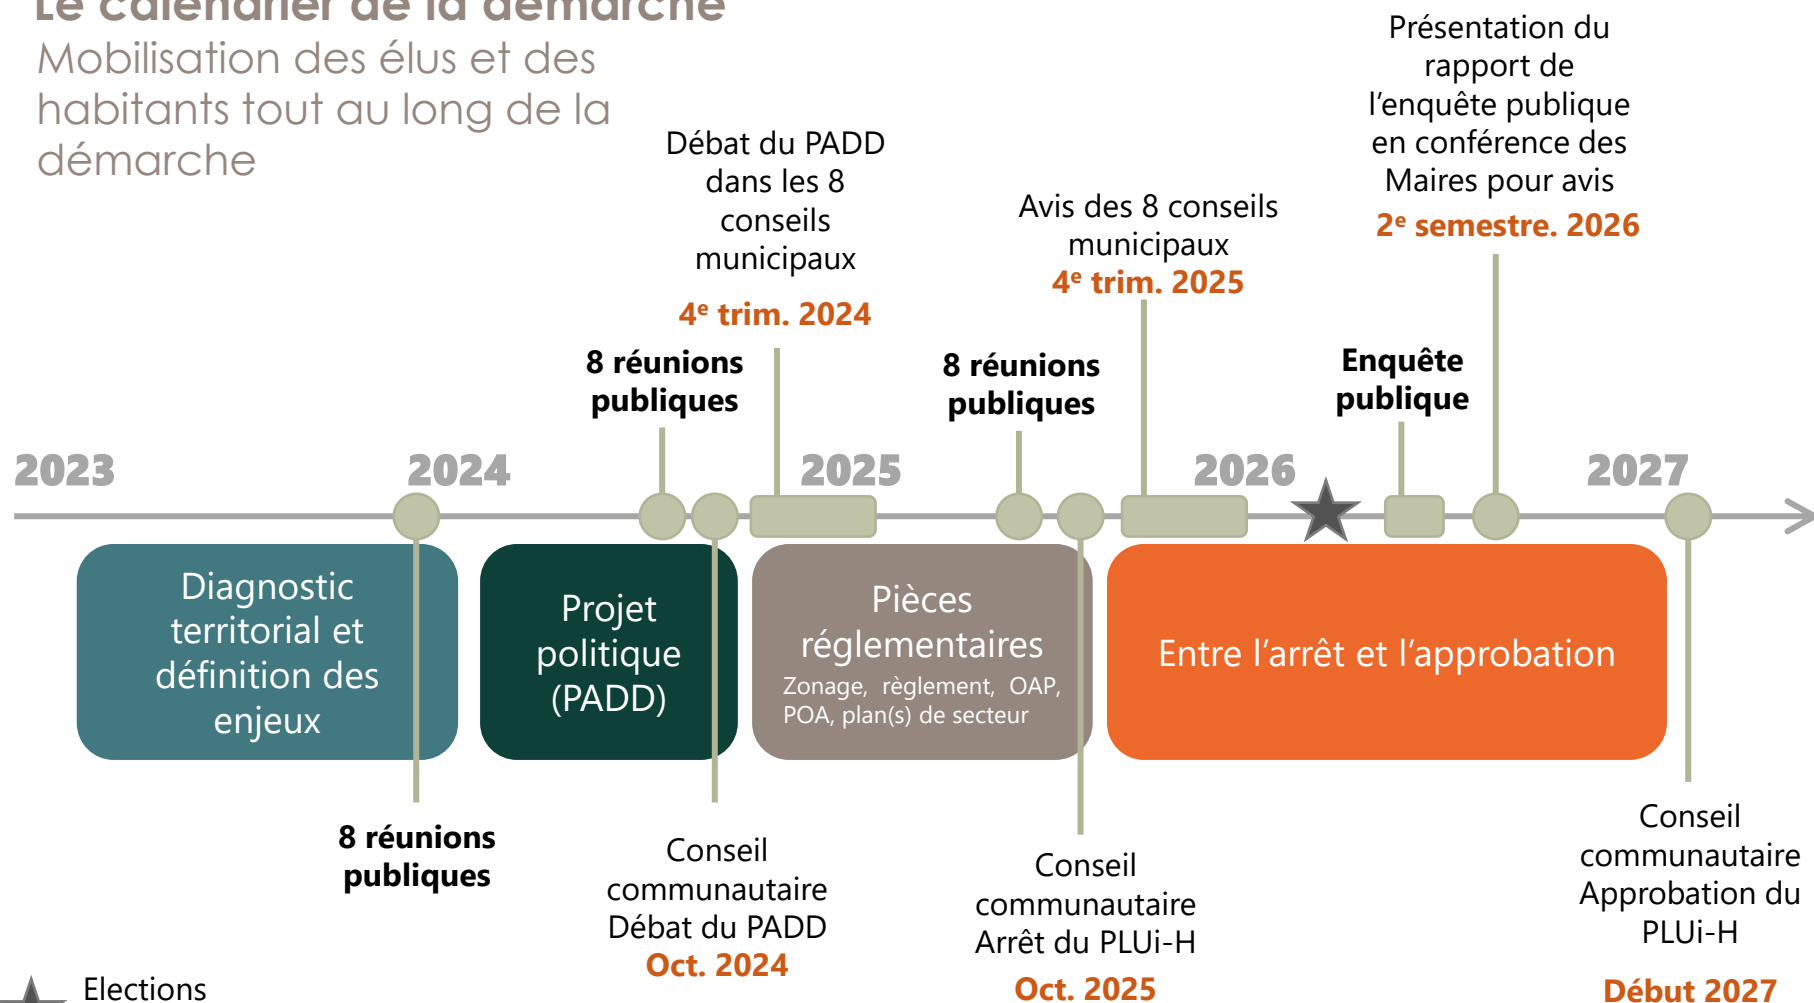 Le calendrier de la démarche
Mobilisation des élus et des
habitants tout au long de la
démarche
Débat du PADD
dans les 8
conseils
municipaux
4e trim. 2024
Avis des 8 conseils
municipaux
4e trim. 2025
Présentation du
rapport de
l’enquête publique
en conférence des
Maires pour avis
2e semestre. 2026
8 réunions
publiques
8 réunions
publiques
Enquête
publique
2023
2024
2025
2026
2027
Diagnostic
territorial et
définition des
enjeux
Projet
politique
(PADD)
Pièces
réglementaires
Zonage, règlement, OAP,
POA, plan(s) de secteur
Entre l’arrêt et l’approbation
8 réunions
publiques
Conseil
communautaire
Débat du PADD
Oct. 2024
Conseil
communautaire
Arrêt du PLUi-H
Oct. 2025
Conseil
communautaire
Approbation du
PLUi-H
Début 2027
Elections